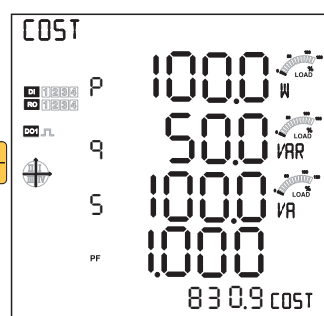 COST
P 100.0 W
DI 1 2 3 4
RO 1 2 3 4
DO1
q 50.0 VAR
S 100.0 VA
PF 1.000
830.9 COST
LOAD %
LOAD %
LOAD %